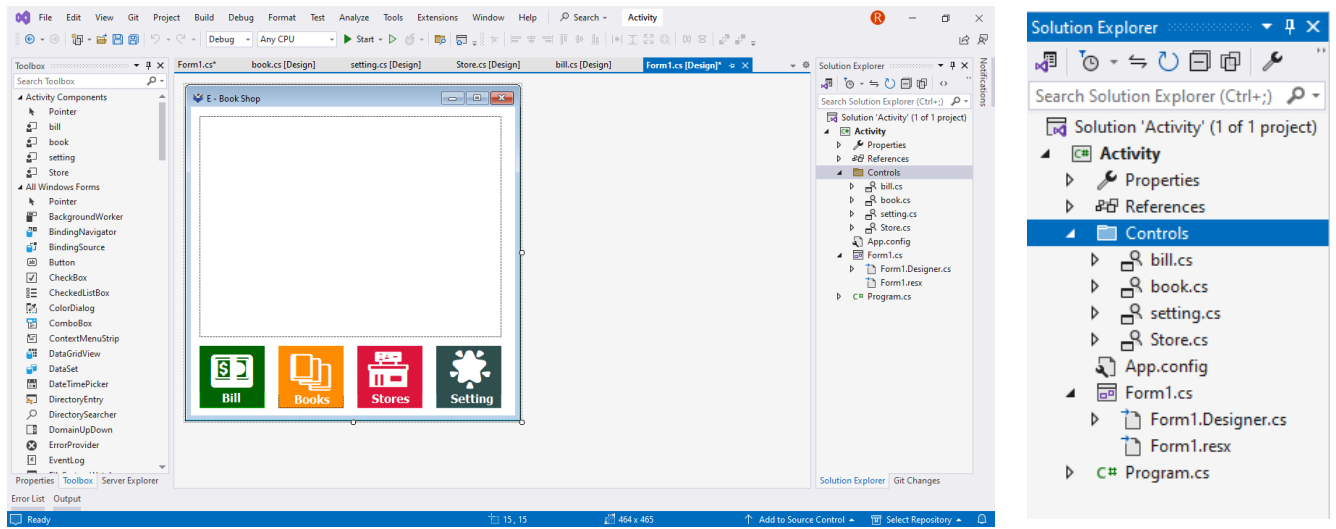 File Edit View Git Project Build Debug Format Test Analyze Tools Extensions Window Help Search Activity R
Debug Any CPU Start
Toolbox
Search Toolbox
Activity Components
Pointer
bill
book
setting
Store
All Windows Forms
Pointer
BackgroundWorker
BindingNavigator
BindingSource
Button
CheckBox
CheckedListBox
ColorDialog
ComboBox
ContextMenuStrip
DataGridView
DataSet
DateTimePicker
DirectoryEntry
DirectorySearcher
DomainUpDown
ErrorProvider
EventLog
Properties Toolbox Server Explorer
Form1.cs* book.cs [Design] setting.cs [Design] Store.cs [Design] bill.cs [Design] Form1.cs [Design]*
E - Book Shop
Bill Books Stores Setting
Solution Explorer
Search Solution Explorer (Ctrl+;)
Solution 'Activity' (1 of 1 project)
C# Activity
Properties
References
Controls
bill.cs
book.cs
setting.cs
Store.cs
App.config
Form1.cs
Form1.Designer.cs
Form1.resx
C# Program.cs
Solution Explorer Git Changes
Notifications
Error List Output
Ready 15 , 15 464 x 465 Add to Source Control Select Repository
Solution Explorer
Search Solution Explorer (Ctrl+;)
Solution 'Activity' (1 of 1 project)
C# Activity
Properties
References
Controls
bill.cs
book.cs
setting.cs
Store.cs
App.config
Form1.cs
Form1.Designer.cs
Form1.resx
C# Program.cs